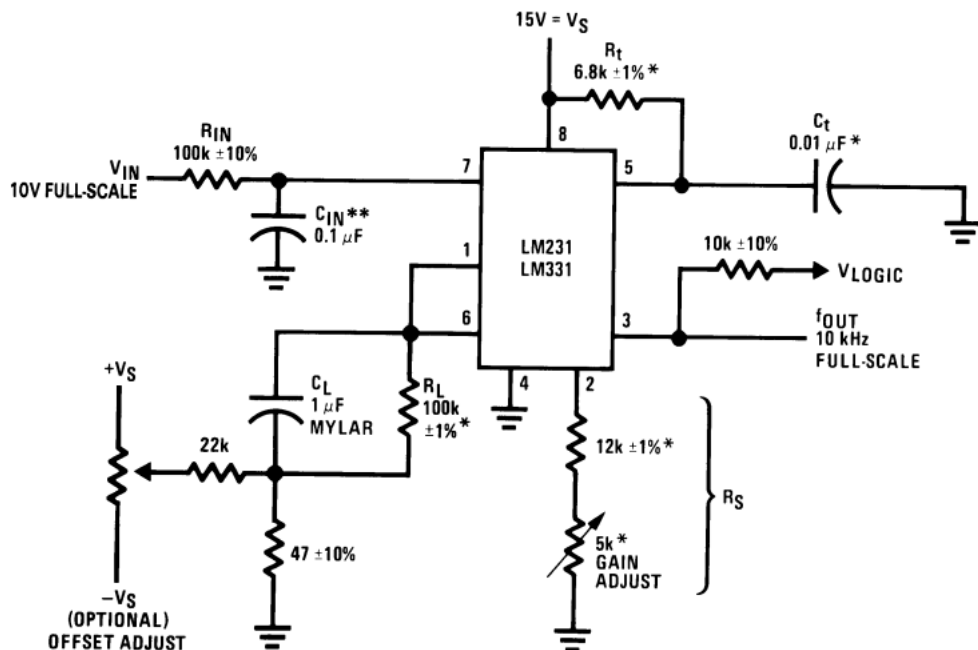 15V = VS
Rt
6.8k ±1% *
Ct
0.01 µF *
RIN
100k ±10%
VIN
10V FULL-SCALE
CIN**
0.1 µF
8
7
5
1
6
3
4
2
LM231
LM331
10k ±10%
VLOGIC
fOUT
10 kHz
FULL-SCALE
CL
1 µF
MYLAR
RL
100k
±1%*
+VS
22k
47 ±10%
–VS
(OPTIONAL)
OFFSET ADJUST
12k ±1%*
5k*
GAIN
ADJUST
RS